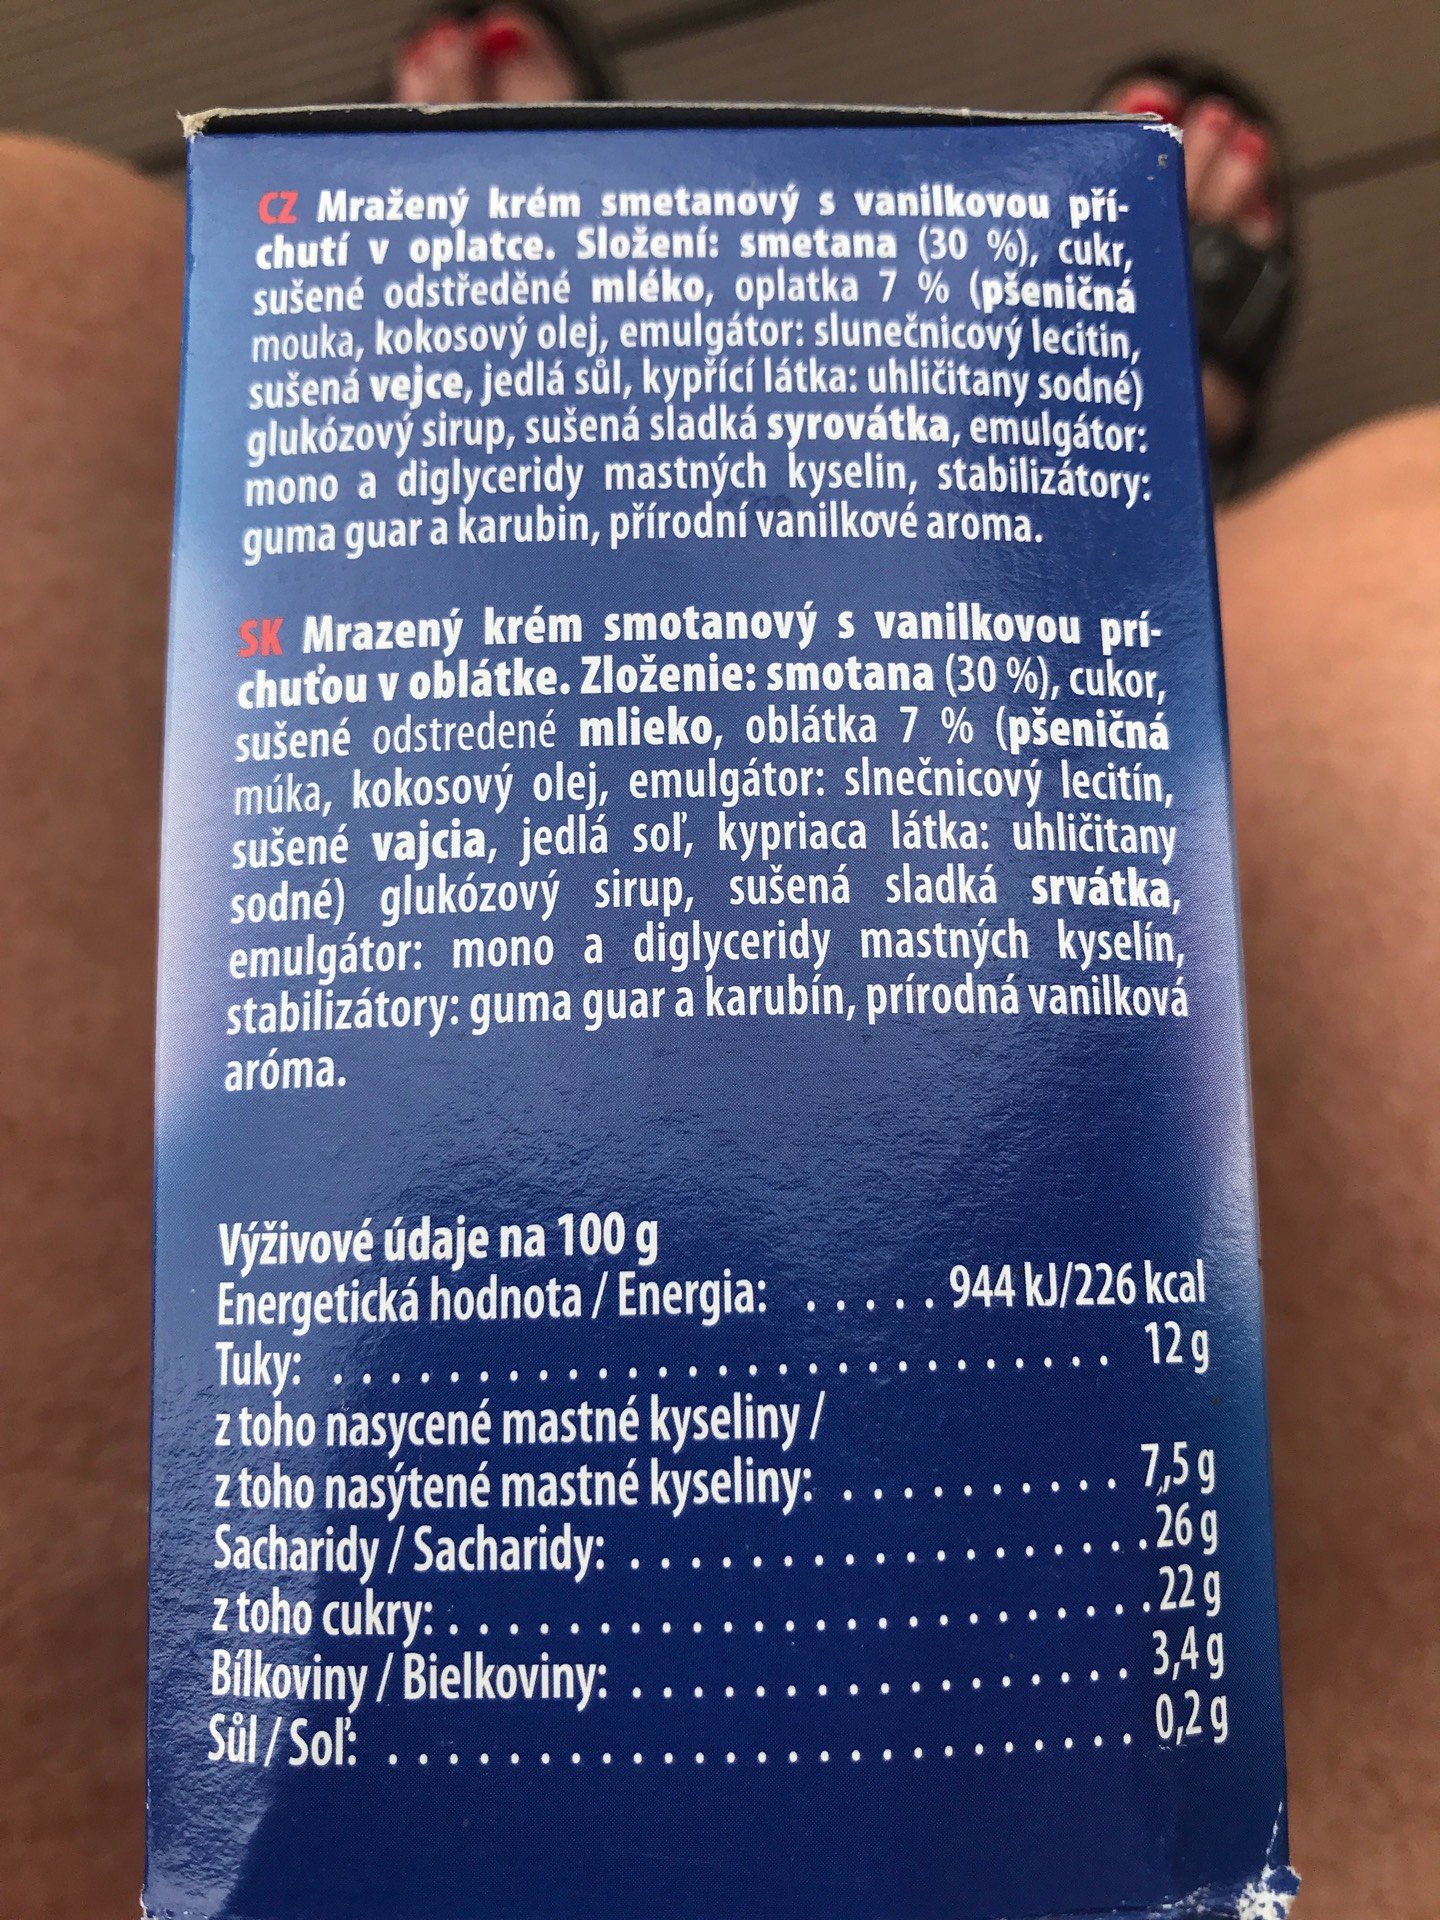 CZ Mražený krém smetanový s vanilkovou pří-
chutí v oplatce. Složení: smetana (30 %), cukr,
sušené odstředěné mléko, oplatka 7 % (pšeničná
mouka, kokosový olej, emulgátor: slunečnicový lecitin,
sušená vejce, jedlá sůl, kypřící látka: uhličitany sodné)
glukózový sirup, sušená sladká syrovátka, emulgátor:
mono a diglyceridy mastných kyselin, stabilizátory:
guma guar a karubin, přírodní vanilkové aroma.
SK Mrazený krém smotanový s vanilkovou prí-
chuťou v oblátke. Zloženie: smotana (30 %), cukor,
sušené odstredené mlieko, oblátka 7 % (pšeničná
múka, kokosový olej, emulgátor: slnečnicový lecitín,
sušené vajcia, jedlá soľ, kypriaca látka: uhličitany
sodné) glukózový sirup, sušená sladká srvátka,
emulgátor: mono a diglyceridy mastných kyselín,
stabilizátory: guma guar a karubín, prírodná vanilková
aróma.
Výživové údaje na 100 g
Energetická hodnota / Energia: ..... 944 kJ/226 kcal
Tuky: ........................... 12 g
z toho nasycené mastné kyseliny /
z toho nasýtené mastné kyseliny: .......... 7,5 g
Sacharidy / Sacharidy: .................. 26 g
z toho cukry: ........................ 22 g
Bílkoviny / Bielkoviny: ................. 3,4 g
Sůl / Soľ: ......................... 0,2 g